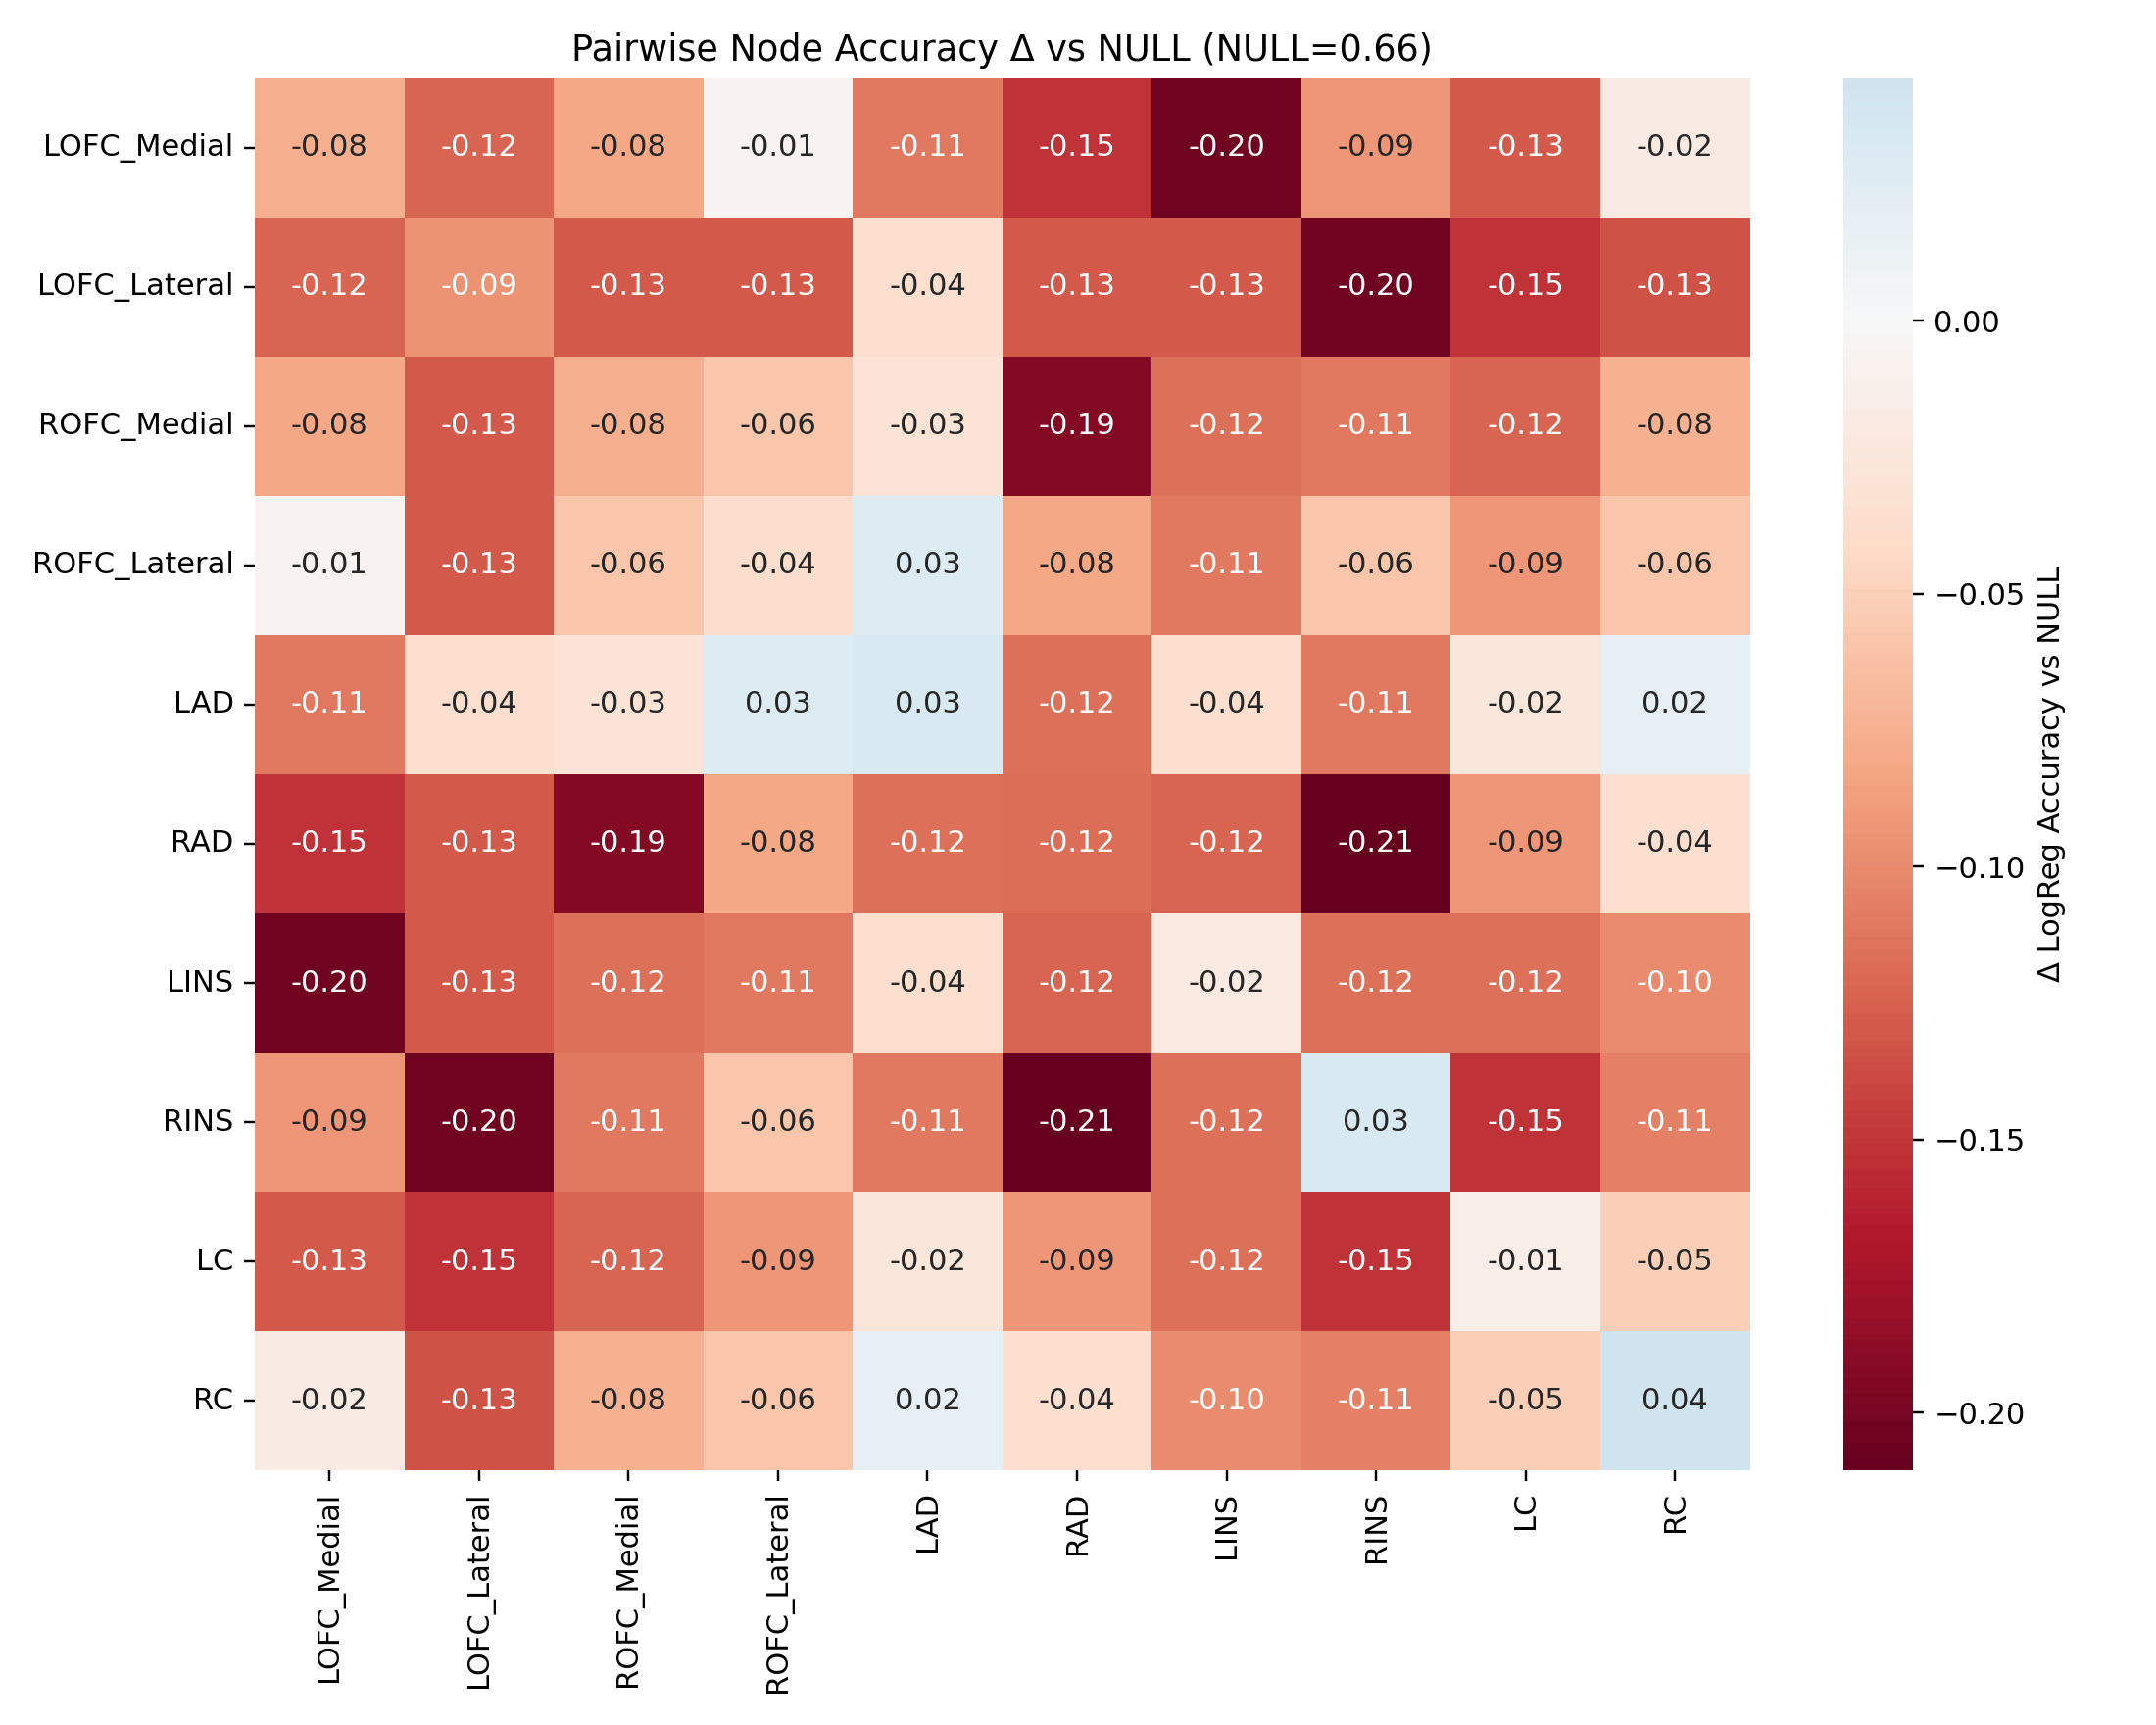 Pairwise Node Accuracy Δ vs NULL (NULL=0.66)
LOFC_Medial -0.08 -0.12 -0.08 -0.01 -0.11 -0.15 -0.20 -0.09 -0.13 -0.02
LOFC_Lateral -0.12 -0.09 -0.13 -0.13 -0.04 -0.13 -0.13 -0.20 -0.15 -0.13
ROFC_Medial -0.08 -0.13 -0.08 -0.06 -0.03 -0.19 -0.12 -0.11 -0.12 -0.08
ROFC_Lateral -0.01 -0.13 -0.06 -0.04 0.03 -0.08 -0.11 -0.06 -0.09 -0.06
LAD -0.11 -0.04 -0.03 0.03 0.03 -0.12 -0.04 -0.11 -0.02 0.02
RAD -0.15 -0.13 -0.19 -0.08 -0.12 -0.12 -0.12 -0.21 -0.09 -0.04
LINS -0.20 -0.13 -0.12 -0.11 -0.04 -0.12 -0.02 -0.12 -0.12 -0.10
RINS -0.09 -0.20 -0.11 -0.06 -0.11 -0.21 -0.12 0.03 -0.15 -0.11
LC -0.13 -0.15 -0.12 -0.09 -0.02 -0.09 -0.12 -0.15 -0.01 -0.05
RC -0.02 -0.13 -0.08 -0.06 0.02 -0.04 -0.10 -0.11 -0.05 0.04
LOFC_Medial LOFC_Lateral ROFC_Medial ROFC_Lateral LAD RAD LINS RINS LC RC
0.00
−0.05
−0.10
−0.15
−0.20
Δ LogReg Accuracy vs NULL